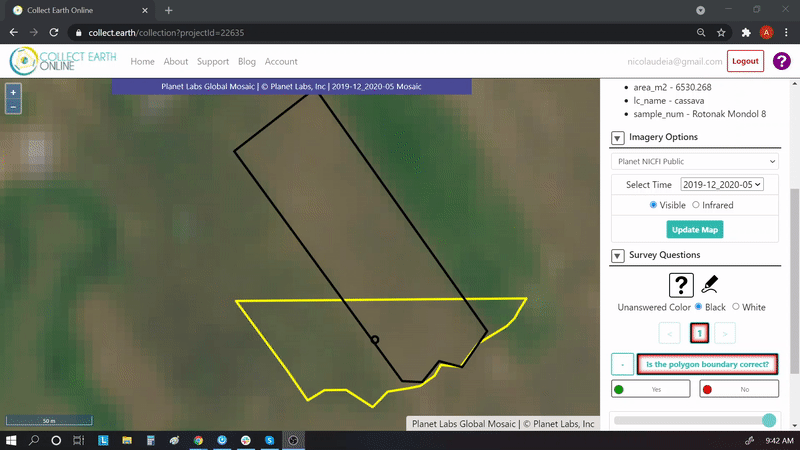 Collect Earth Online
collect.earth/collection?projectId=22635
A
COLLECT EARTH
ONLINE
Home
About
Support
Blog
Account
nicolaudeia@gmail.com
Logout
?
Planet Labs Global Mosaic | © Planet Labs, Inc | 2019-12_2020-05 Mosaic
+
−
50 m
Planet Labs Global Mosaic | © Planet Labs, Inc
area_m2 - 6530.268
lc_name - cassava
sample_num - Rotonak Mondol 8
Imagery Options
Planet NICFI Public
Select Time 2019-12_2020-05
Visible Infrared
Update Map
Survey Questions
?
Unanswered Color Black White
< 1 >
- Is the polygon boundary correct?
Yes No
9:42 AM